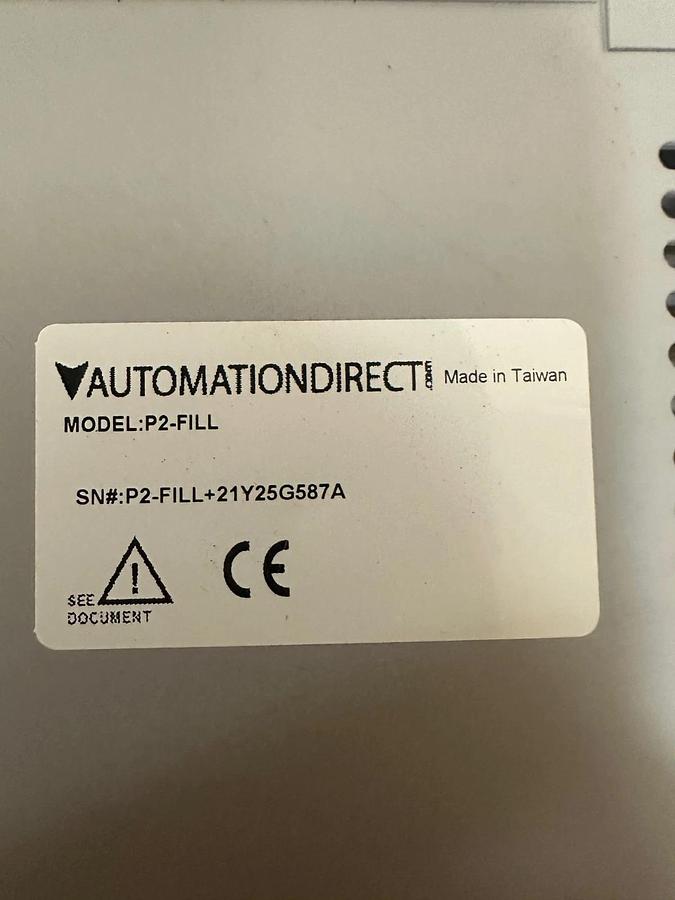 AUTOMATIONDIRECT Made in Taiwan
MODEL:P2-FILL
SN#:P2-FILL+21Y25G587A
!
CE
SEE
DOCUMENT